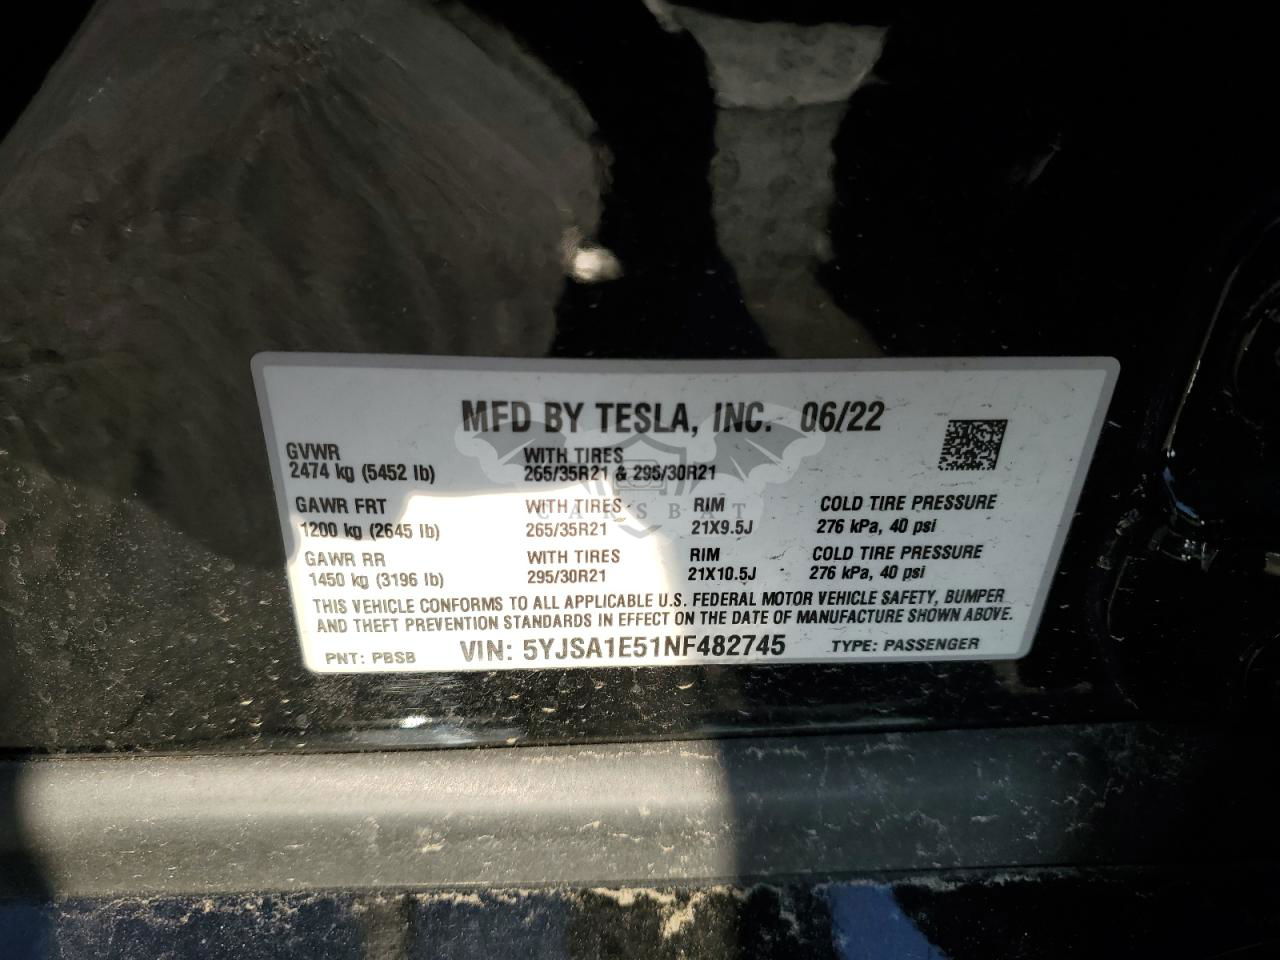 MFD BY TESLA, INC. 06/22
GVWR WITH TIRES
2474 kg (5452 lb) 265/35R21 & 295/30R21
GAWR FRT WITH TIRES RIM COLD TIRE PRESSURE
1200 kg (2645 lb) 265/35R21 21X9.5J 276 kPa, 40 psi
GAWR RR WITH TIRES RIM COLD TIRE PRESSURE
1450 kg (3196 lb) 295/30R21 21X10.5J 276 kPa, 40 psi
THIS VEHICLE CONFORMS TO ALL APPLICABLE U.S. FEDERAL MOTOR VEHICLE SAFETY, BUMPER
AND THEFT PREVENTION STANDARDS IN EFFECT ON THE DATE OF MANUFACTURE SHOWN ABOVE.
PNT: PBSB VIN: 5YJSA1E51NF482745 TYPE: PASSENGER
CARSBAT